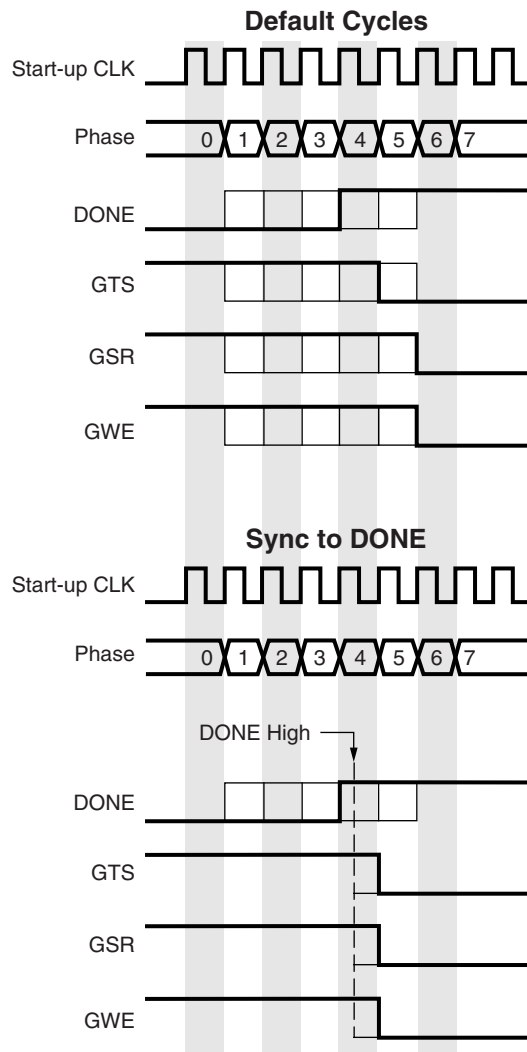 Default Cycles
Start-up CLK
Phase 0 1 2 3 4 5 6 7
DONE
GTS
GSR
GWE
Sync to DONE
Start-up CLK
Phase 0 1 2 3 4 5 6 7
DONE High
DONE
GTS
GSR
GWE